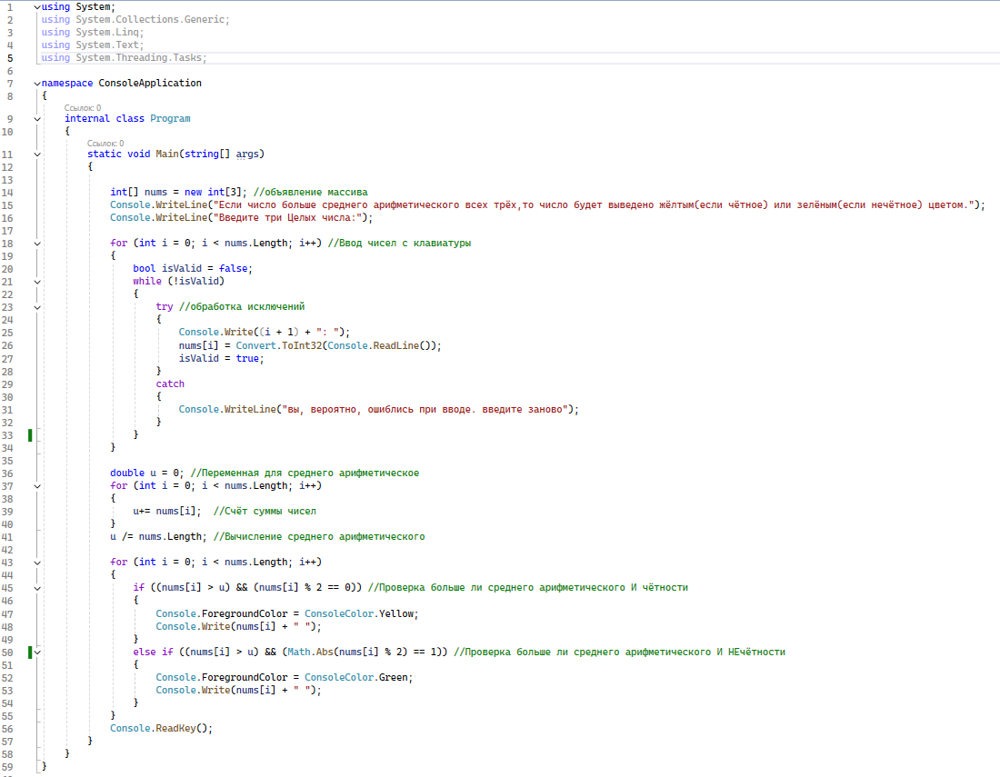 1 using System;
2 using System.Collections.Generic;
3 using System.Linq;
4 using System.Text;
5 using System.Threading.Tasks;
6
7 namespace ConsoleApplication
8 {
Ссылок: 0
9 internal class Program
10 {
Ссылок: 0
11 static void Main(string[] args)
12 {
13
14 int[] nums = new int[3]; //объявление массива
15 Console.WriteLine("Если число больше среднего арифметического всех трёх,то число будет выведено жёлтым(если чётное) или зелёным(если нечётное) цветом.");
16 Console.WriteLine("Введите три Целых числа:");
17
18 for (int i = 0; i < nums.Length; i++) //Ввод чисел с клавиатуры
19 {
20 bool isValid = false;
21 while (!isValid)
22 {
23 try //обработка исключений
24 {
25 Console.Write((i + 1) + ": ");
26 nums[i] = Convert.ToInt32(Console.ReadLine());
27 isValid = true;
28 }
29 catch
30 {
31 Console.WriteLine("вы, вероятно, ошиблись при вводе. введите заново");
32 }
33 }
34 }
35
36 double u = 0; //Переменная для среднего арифметическое
37 for (int i = 0; i < nums.Length; i++)
38 {
39 u+= nums[i]; //Счёт суммы чисел
40 }
41 u /= nums.Length; //Вычисление среднего арифметического
42
43 for (int i = 0; i < nums.Length; i++)
44 {
45 if ((nums[i] > u) && (nums[i] % 2 == 0)) //Проверка больше ли среднего арифметического И чётности
46 {
47 Console.ForegroundColor = ConsoleColor.Yellow;
48 Console.Write(nums[i] + " ");
49 }
50 else if ((nums[i] > u) && (Math.Abs(nums[i] % 2) == 1)) //Проверка больше ли среднего арифметического И НЕчётности
51 {
52 Console.ForegroundColor = ConsoleColor.Green;
53 Console.Write(nums[i] + " ");
54 }
55 }
56 Console.ReadKey();
57 }
58 }
59 }